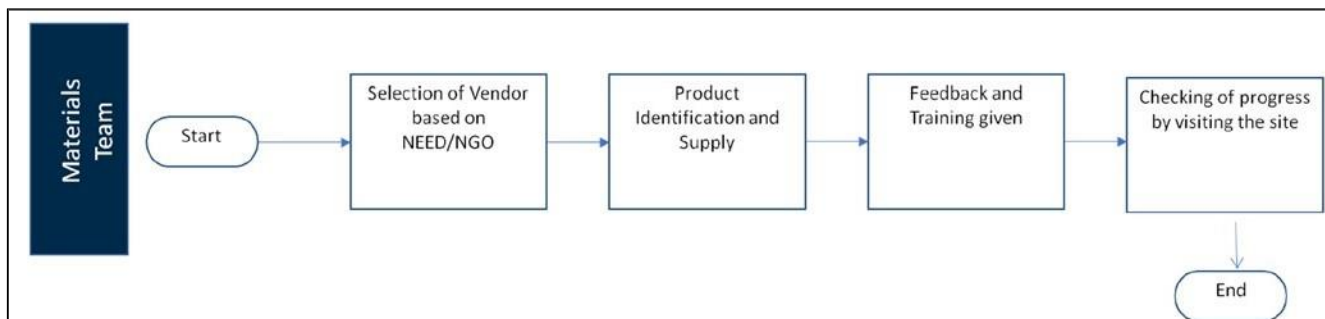 Materials
Team
Start
Selection of Vendor
based on
NEED/NGO
Product
Identification and
Supply
Feedback and
Training given
Checking of progress
by visiting the site
End